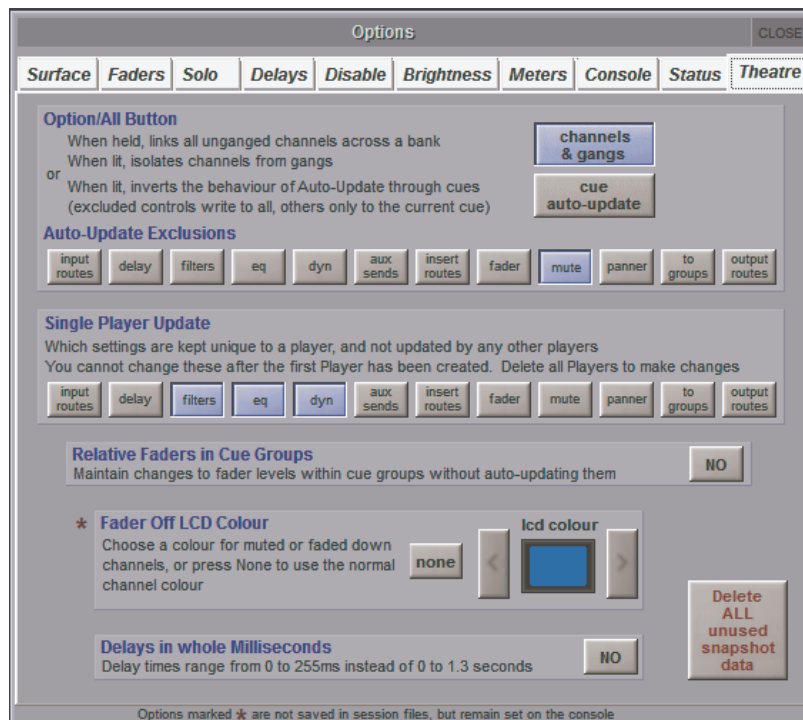 Options
CLOSE
Surface Faders Solo Delays Disable Brightness Meters Console Status Theatre
Option/All Button
When held, links all unganged channels across a bank
When lit, isolates channels from gangs
or
When lit, inverts the behaviour of Auto-Update through cues
(excluded controls write to all, others only to the current cue)
channels
& gangs
cue
auto-update
Auto-Update Exclusions
input
routes
delay
filters
eq
dyn
aux
sends
insert
routes
fader
mute
panner
to
groups
output
routes
Single Player Update
Which settings are kept unique to a player, and not updated by any other players
You cannot change these after the first Player has been created. Delete all Players to make changes
input
routes
delay
filters
eq
dyn
aux
sends
insert
routes
fader
mute
panner
to
groups
output
routes
Relative Faders in Cue Groups
Maintain changes to fader levels within cue groups without auto-updating them
NO
* Fader Off LCD Colour
Choose a colour for muted or faded down
channels, or press None to use the normal
channel colour
none
<
lcd colour
>
Delete
ALL
unused
snapshot
data
Delays in whole Milliseconds
Delay times range from 0 to 255ms instead of 0 to 1.3 seconds
NO
Options marked * are not saved in session files, but remain set on the console